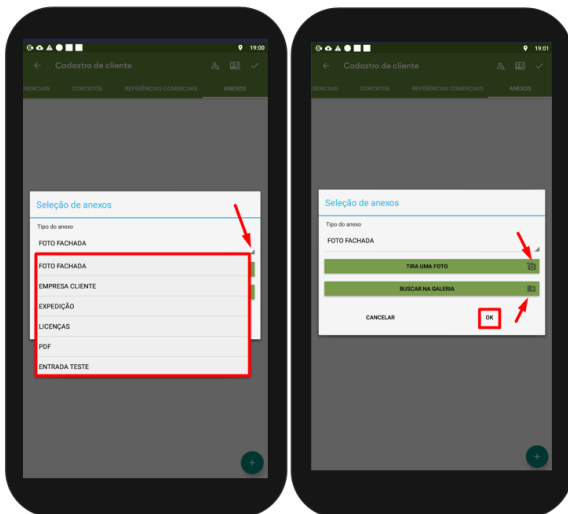 19:00
Cadastro de cliente
RENCIAIS CONTATOS REFERÊNCIAS COMERCIAIS ANEXOS
Seleção de anexos
Tipo do anexo
FOTO FACHADA
FOTO FACHADA
EMPRESA CLIENTE
EXPEDIÇÃO
LICENÇAS
PDF
ENTRADA TESTE
+
19:01
Cadastro de cliente
CONTATOS REFERÊNCIAS COMERCIAIS ANEXOS
Seleção de anexos
Tipo do anexo
FOTO FACHADA
TIRA UMA FOTO
BUSCAR NA GALERIA
CANCELAR OK
+